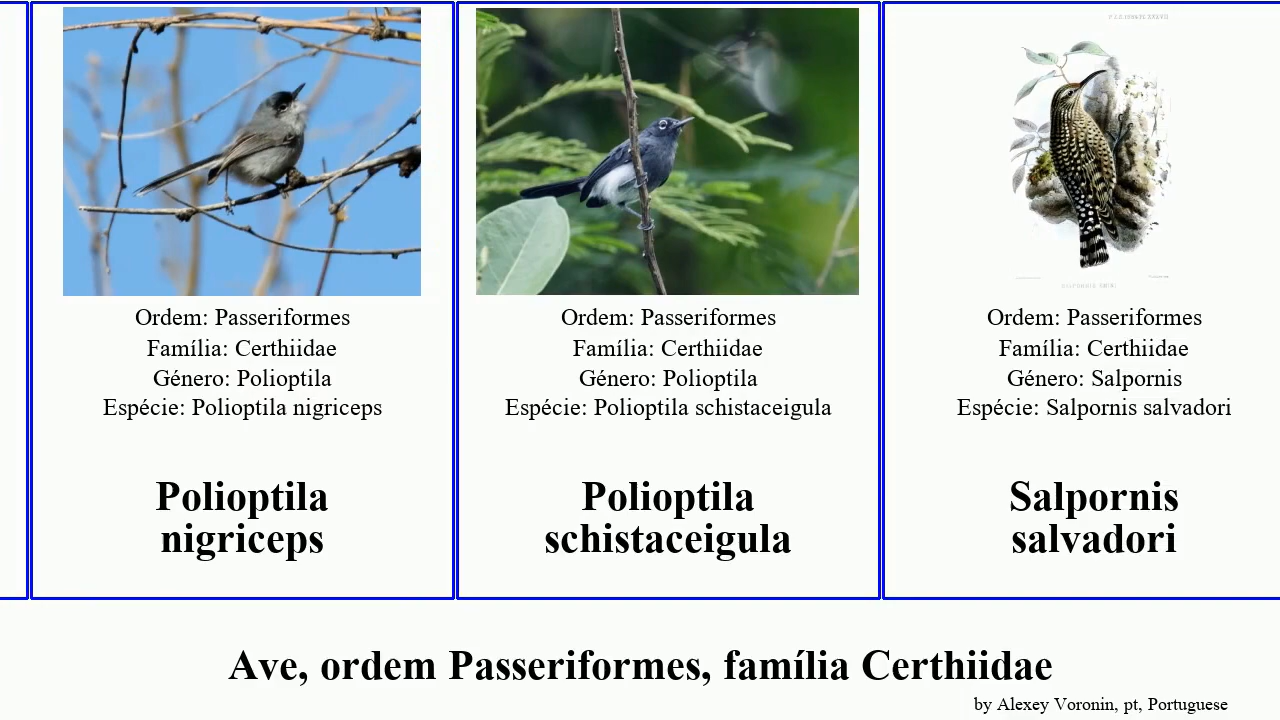 Ordem: Passeriformes
Família: Certhiidae
Género: Polioptila
Espécie: Polioptila nigriceps
Polioptila
nigriceps
Ordem: Passeriformes
Família: Certhiidae
Género: Polioptila
Espécie: Polioptila schistaceigula
Polioptila
schistaceigula
Ordem: Passeriformes
Família: Certhiidae
Género: Salpornis
Espécie: Salpornis salvadori
Salpornis
salvadori
Ave, ordem Passeriformes, família Certhiidae
by Alexey Voronin, pt, Portuguese